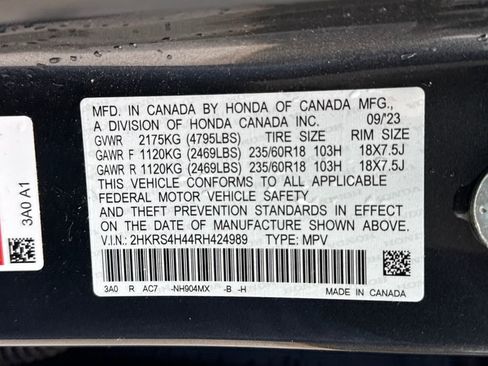 MFD. IN CANADA BY HONDA OF CANADA MFG.,
A DIVISION OF HONDA CANADA INC. 09/'23
GVWR 2175KG (4795LBS) TIRE SIZE RIM SIZE
GAWR F 1120KG (2469LBS) 235/60R18 103H 18X7.5J
GAWR R 1120KG (2469LBS) 235/60R18 103H 18X7.5J
THIS VEHICLE CONFORMS TO ALL APPLICABLE
FEDERAL MOTOR VEHICLE SAFETY
AND THEFT PREVENTION STANDARDS IN EFFECT
ON THE DATE OF MANUFACTURE SHOWN ABOVE.
V.I.N.: 2HKRS4H44RH424989 TYPE: MPV
3A0 R AC7 -NH904MX -B -H
MADE IN CANADA
3A0 A1